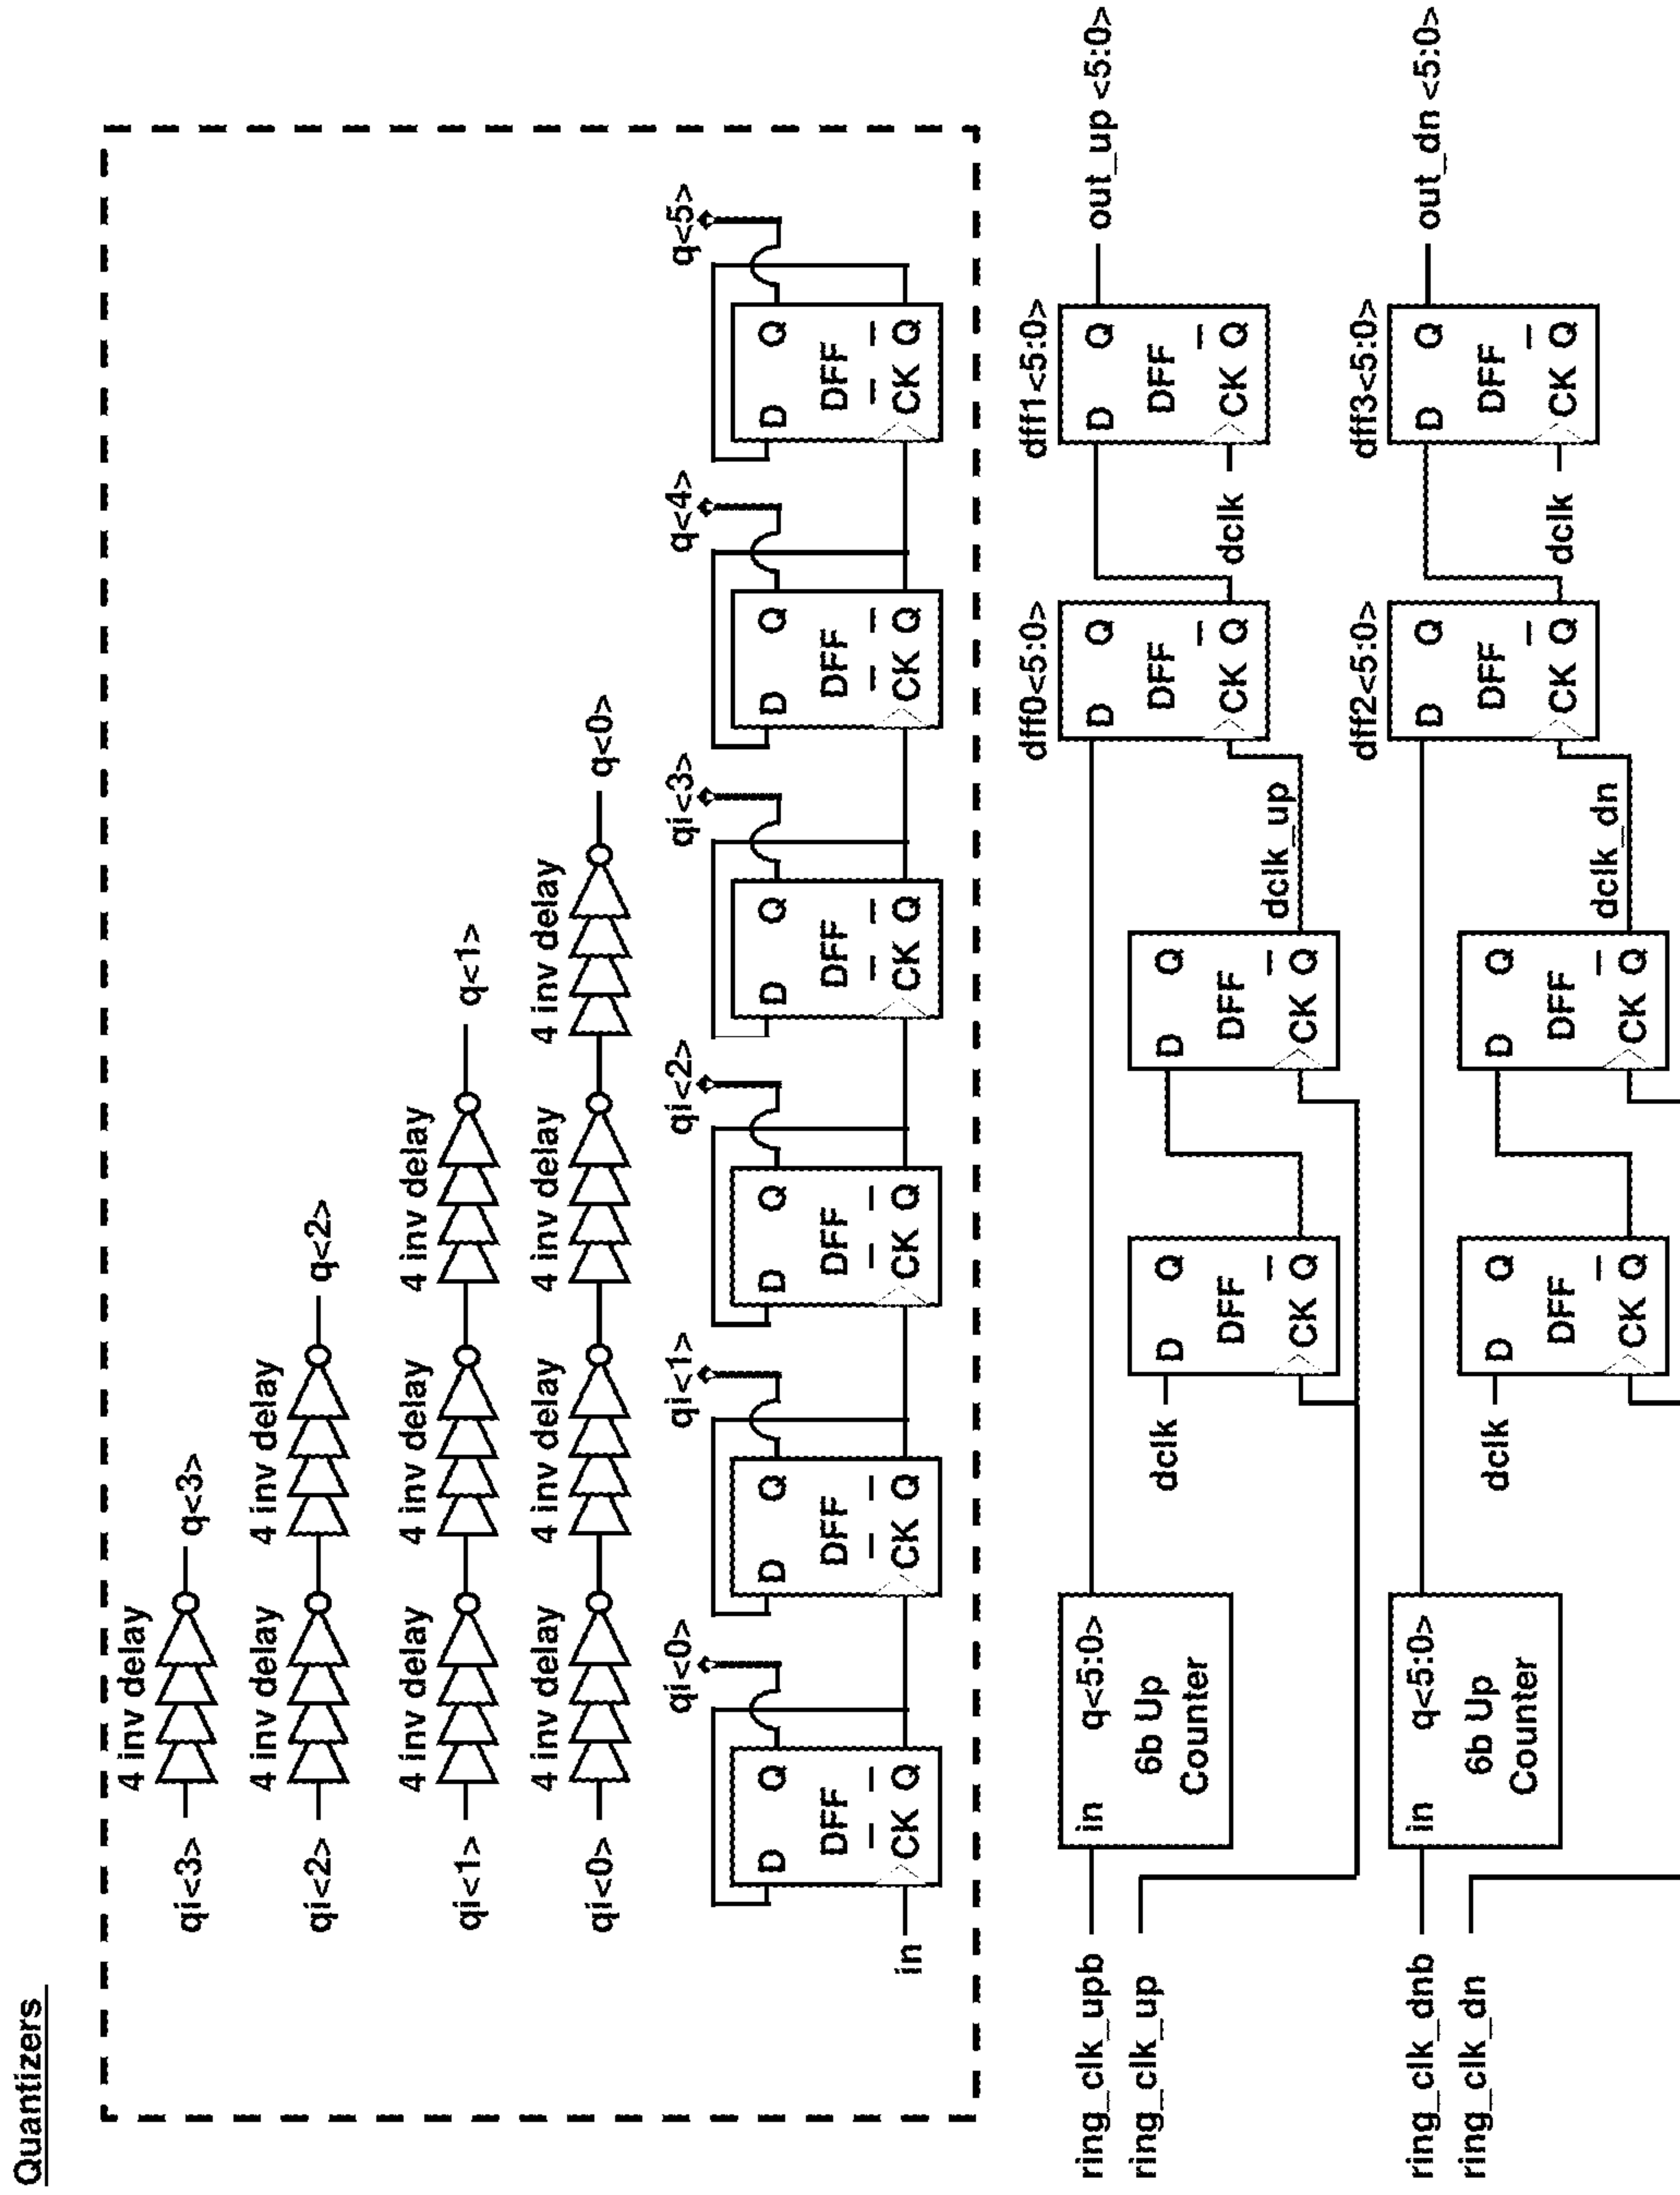 Quantizers
4 inv delay
qi<3> q<3>
4 inv delay 4 inv delay
qi<2> q<2>
4 inv delay 4 inv delay 4 inv delay
qi<1> q<1>
4 inv delay 4 inv delay 4 inv delay 4 inv delay
qi<0> q<0>
qi<0> qi<1> qi<2> qi<3> q<4> q<5>
D Q D Q D Q D Q D Q D Q
DFF DFF DFF DFF DFF DFF
in CK Q CK Q CK Q CK Q CK Q CK Q
dff0<5:0> dff1<5:0>
ring_clk_upb in q<5:0> D Q D Q out_up <5:0>
ring_clk_up 6b Up DFF DFF
Counter CK Q dclk CK Q
dclk D Q D Q
DFF DFF dclk_up
CK Q CK Q
dff2<5:0> dff3<5:0>
ring_clk_dnb in q<5:0> D Q D Q out_dn <5:0>
ring_clk_dn 6b Up DFF DFF
Counter CK Q dclk CK Q
dclk D Q D Q
DFF DFF dclk_dn
CK Q CK Q